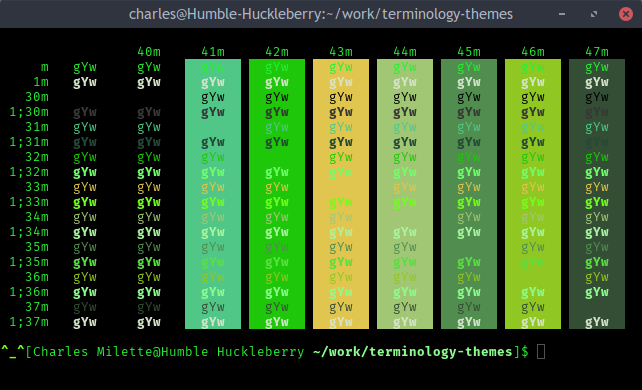 charles@Humble-Huckleberry:~/work/terminology-themes
40m 41m 42m 43m 44m 45m 46m 47m
m gYw gYw gYw gYw gYw gYw gYw gYw gYw
1m gYw gYw gYw gYw gYw gYw gYw gYw gYw
30m gYw gYw gYw gYw gYw gYw gYw
1;30m gYw gYw gYw gYw gYw gYw gYw gYw gYw
31m gYw gYw gYw gYw gYw gYw gYw gYw
1;31m gYw gYw gYw gYw gYw gYw gYw gYw gYw
32m gYw gYw gYw gYw gYw gYw gYw gYw
1;32m gYw gYw gYw gYw gYw gYw gYw gYw gYw
33m gYw gYw gYw gYw gYw gYw gYw gYw
1;33m gYw gYw gYw gYw gYw gYw gYw gYw gYw
34m gYw gYw gYw gYw gYw gYw gYw gYw
1;34m gYw gYw gYw gYw gYw gYw gYw gYw gYw
35m gYw gYw gYw gYw gYw gYw gYw gYw
1;35m gYw gYw gYw gYw gYw gYw gYw gYw gYw
36m gYw gYw gYw gYw gYw gYw gYw gYw
1;36m gYw gYw gYw gYw gYw gYw gYw gYw gYw
37m gYw gYw gYw gYw gYw gYw gYw gYw
1;37m gYw gYw gYw gYw gYw gYw gYw gYw gYw
^_^[Charles Milette@Humble Huckleberry ~/work/terminology-themes]$